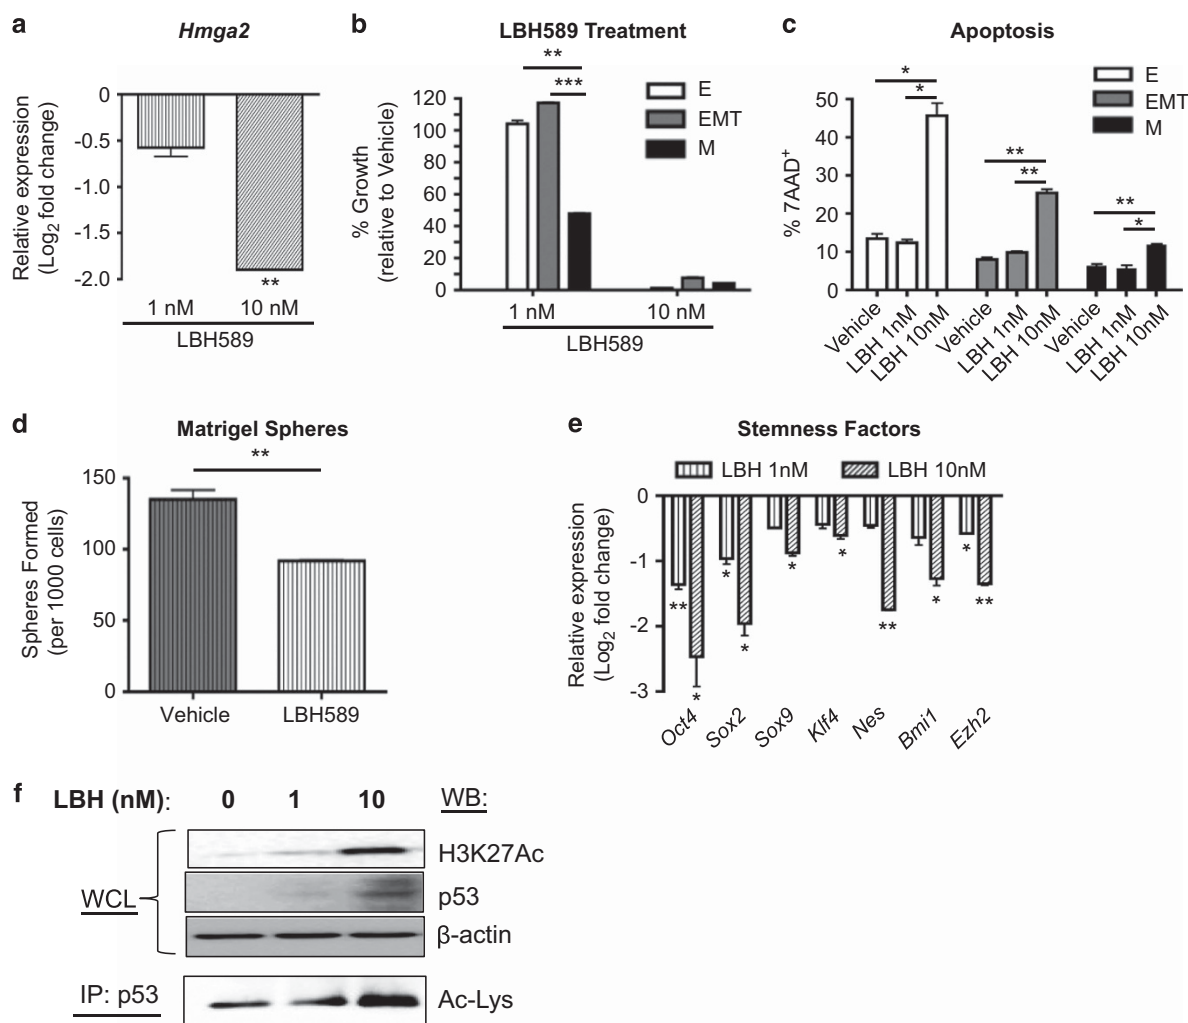 a
Hmga2
Relative expression
(Log2 fold change)
0
-0.5
-1.0
-1.5
-2.0
**
1 nM 10 nM
LBH589
b
LBH589 Treatment
% Growth
(relative to Vehicle)
120
100
80
60
40
20
0
**
***
E
EMT
M
1 nM 10 nM
LBH589
c
Apoptosis
% 7AAD+
50
40
30
20
10
0
*
*
**
**
**
*
E
EMT
M
Vehicle
LBH 1nM
LBH 10nM
Vehicle
LBH 1nM
LBH 10nM
Vehicle
LBH 1nM
LBH 10nM
d
Matrigel Spheres
Spheres Formed
(per 1000 cells)
150
100
50
0
**
Vehicle LBH589
e
Stemness Factors
LBH 1nM LBH 10nM
Relative expression
(Log2 fold change)
0
-1
-2
-3
**
*
*
*
*
*
**
*
*
**
Oct4
Sox2
Sox9
Klf4
Nes
Bmi1
Ezh2
f
LBH (nM): 0 1 10 WB:
WCL
H3K27Ac
p53
β-actin
IP: p53
Ac-Lys